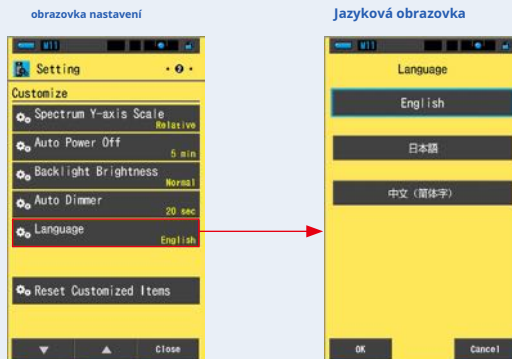 obrazovka nastavení
Jazyková obrazovka
M11
Setting
Customize
Spectrum Y-axis Scale
Relative
Auto Power Off
5 min
Backlight Brightness
Normal
Auto Dimmer
20 sec
Language
English
Reset Customized Items
▼ ▲ Close
M11
Language
English
日本語
中文（简体字）
OK Cancel